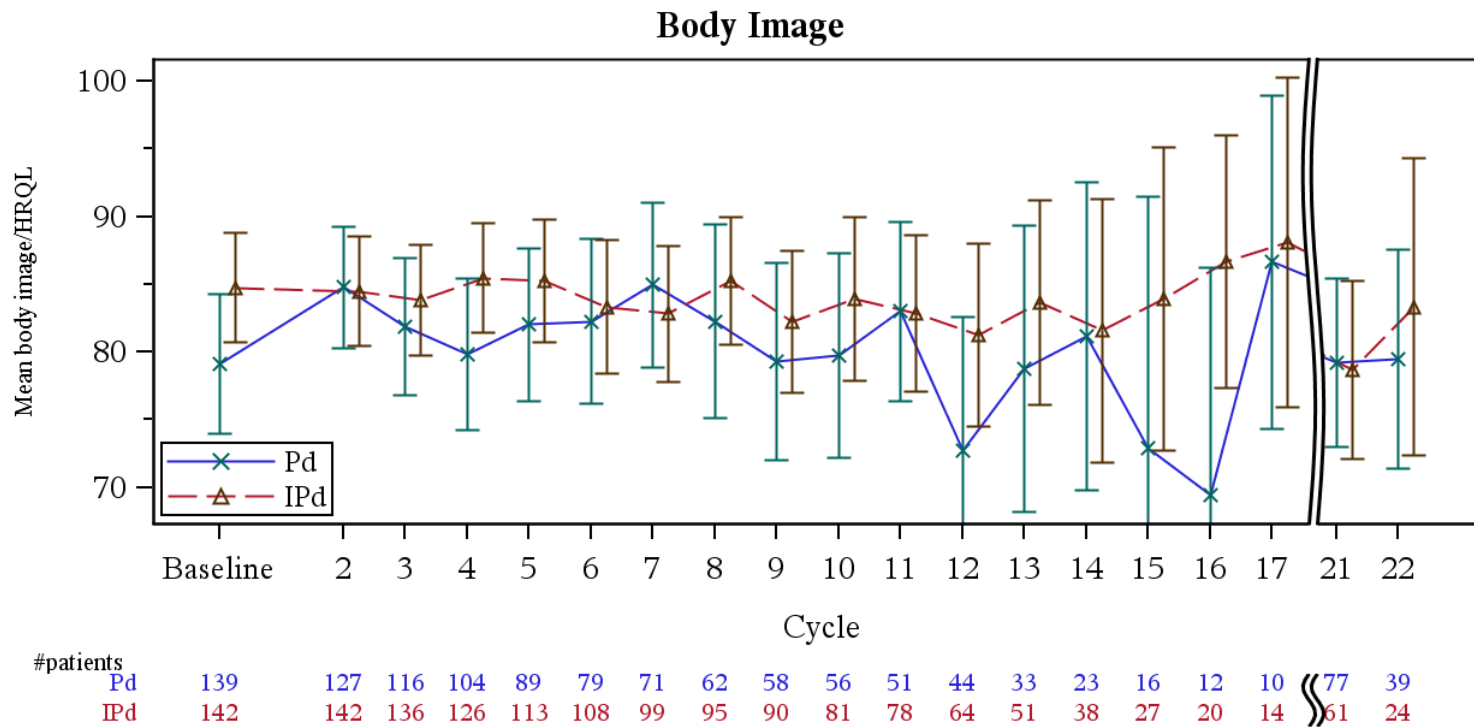 Body Image
Mean body image/HRQL
100
90
80
70
Pd
IPd
Baseline 2 3 4 5 6 7 8 9 10 11 12 13 14 15 16 17 21 22
Cycle
#patients
Pd 139 127 116 104 89 79 71 62 58 56 51 44 33 23 16 12 10 77 39
IPd 142 142 136 126 113 108 99 95 90 81 78 64 51 38 27 20 14 61 24